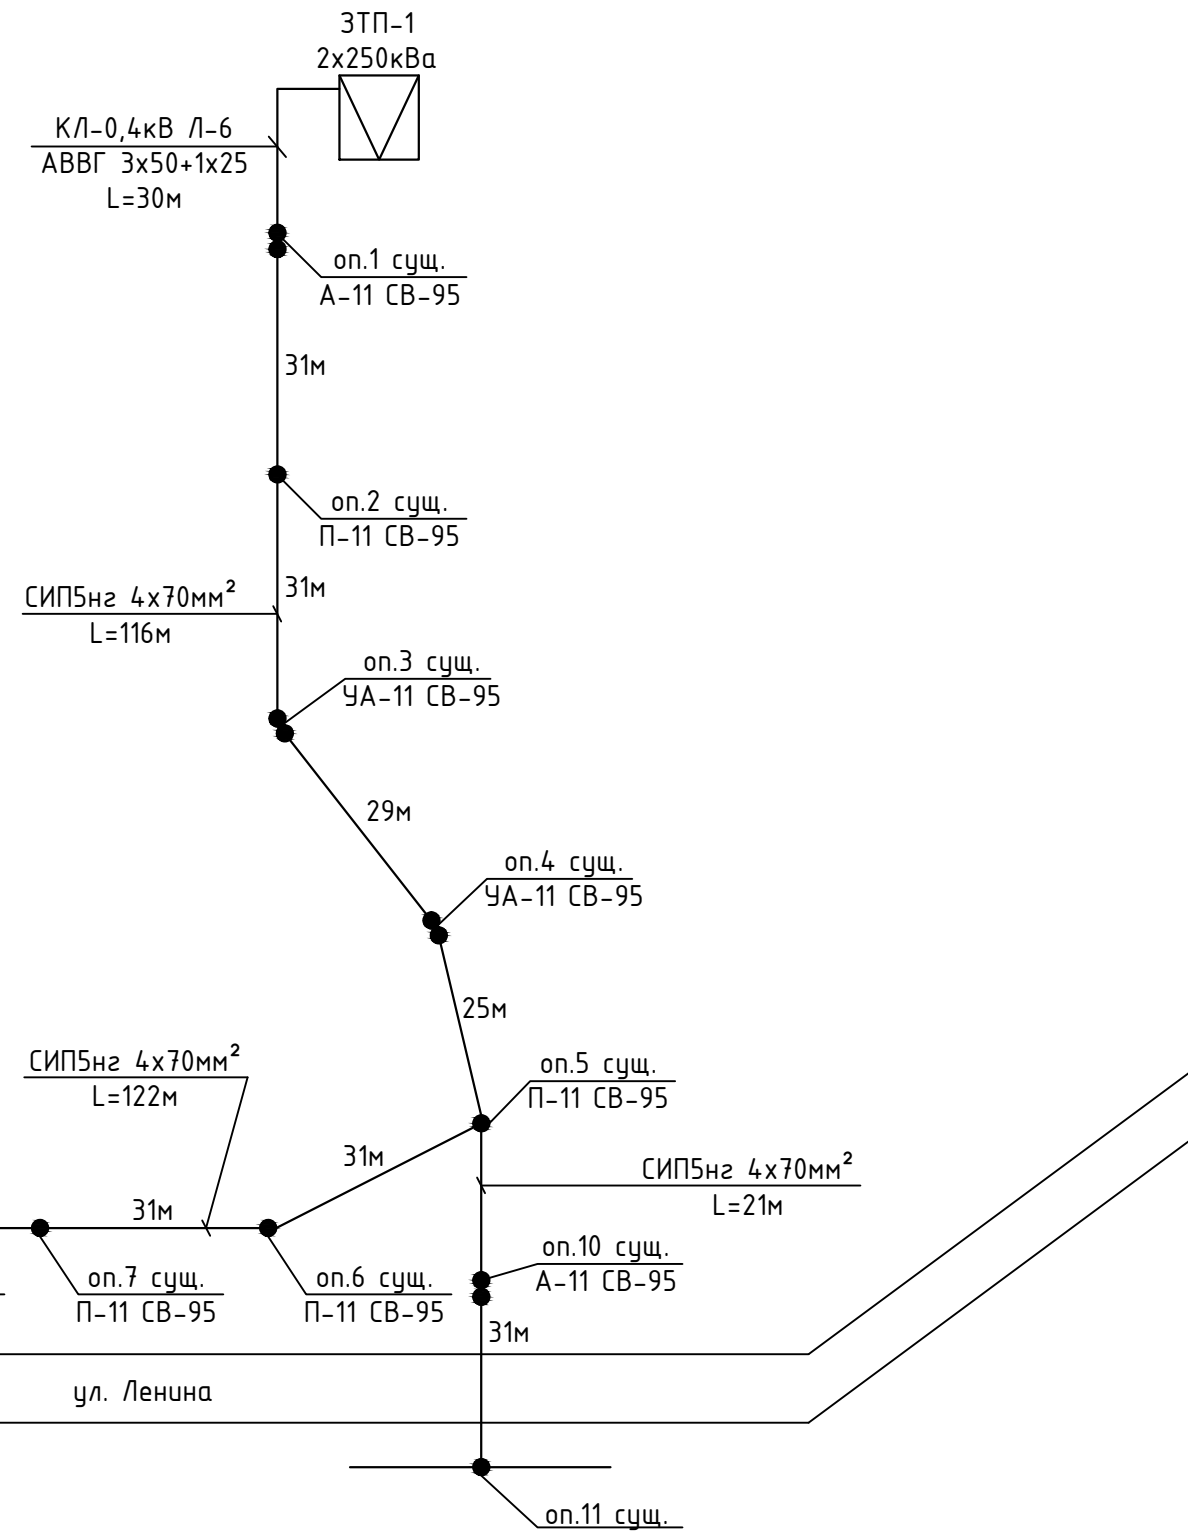 ЗТП-1
2х250кВа
КЛ-0,4кВ Л-6
АВВГ 3х50+1х25
L=30м
оп.1 сущ.
А-11 СВ-95
31м
оп.2 сущ.
П-11 СВ-95
31м
СИП5нг 4х70мм²
L=116м
оп.3 сущ.
УА-11 СВ-95
29м
оп.4 сущ.
УА-11 СВ-95
25м
СИП5нг 4х70мм²
L=122м
оп.5 сущ.
П-11 СВ-95
31м
СИП5нг 4х70мм²
L=21м
31м
оп.7 сущ.
П-11 СВ-95
оп.6 сущ.
П-11 СВ-95
оп.10 сущ.
А-11 СВ-95
31м
ул. Ленина
оп.11 сущ.